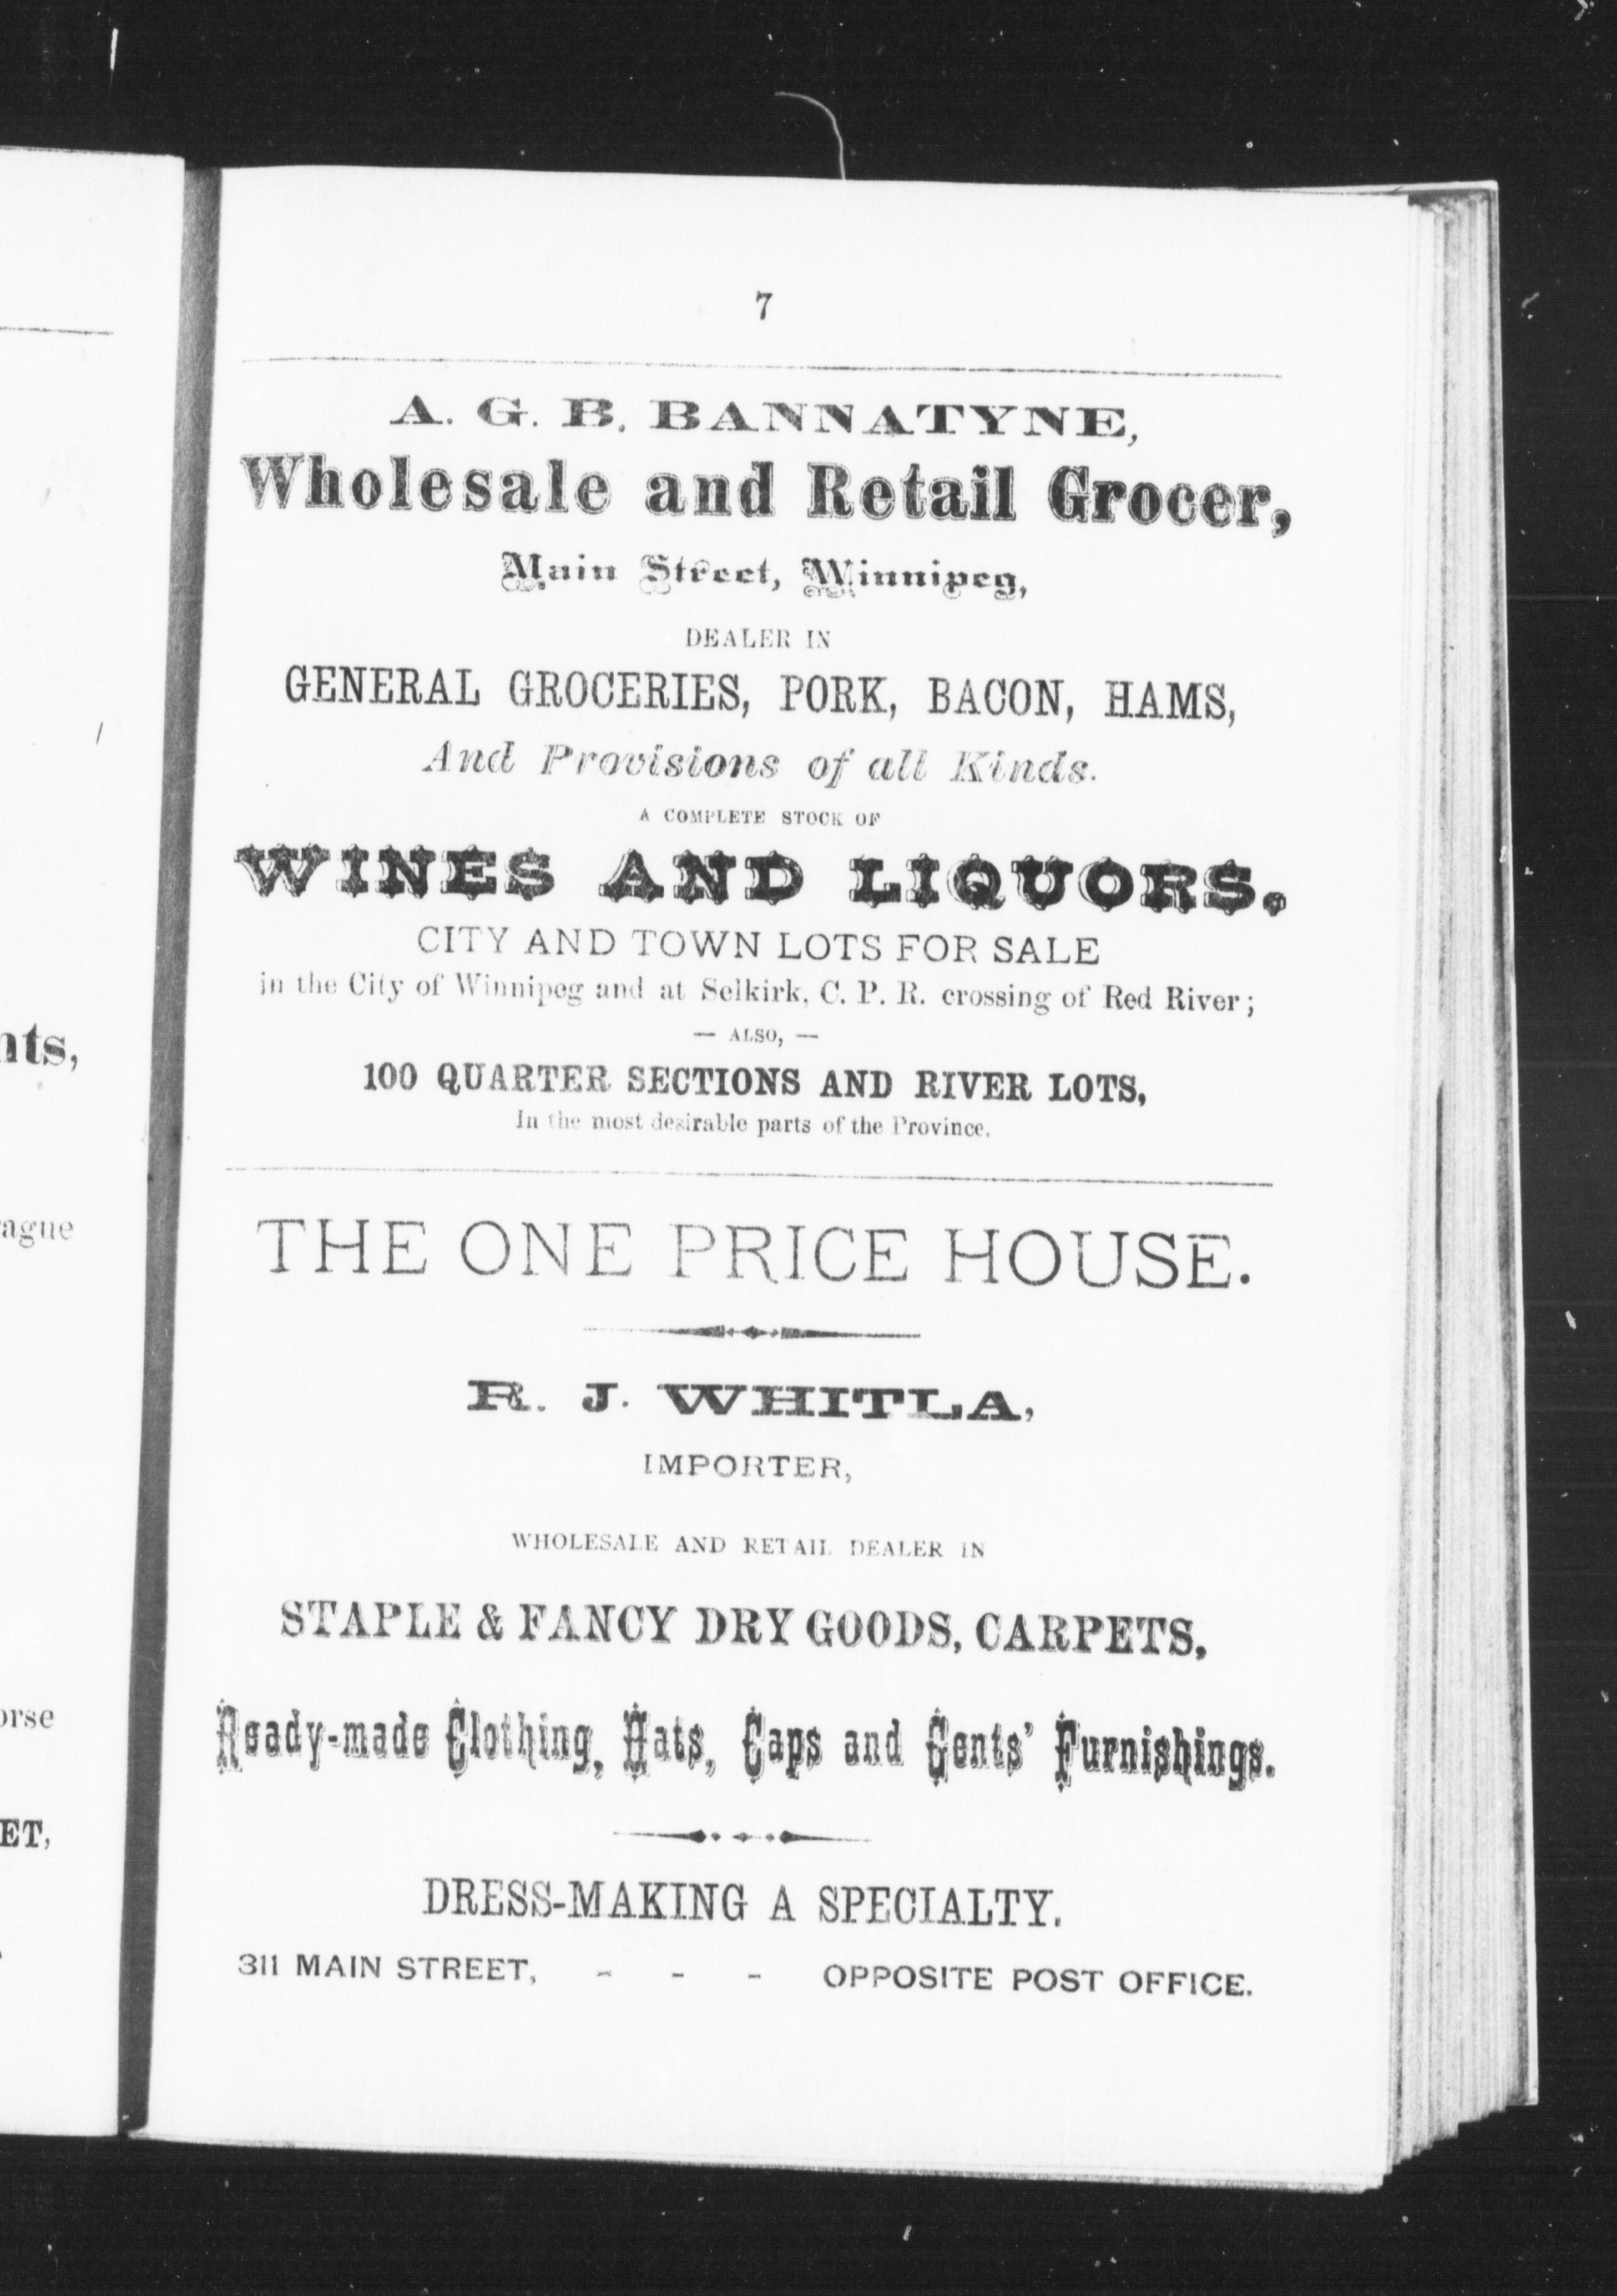 7
A. G. B. BANNATYNE,
Wholesale and Retail Grocer,
Main Street, Winnipeg,
DEALER IN
GENERAL GROCERIES, PORK, BACON, HAMS,
And Provisions of all Kinds.
A COMPLETE STOCK OF
WINES AND LIQUORS.
CITY AND TOWN LOTS FOR SALE
in the City of Winnipeg and at Selkirk, C. P. R. crossing of Red River;
— ALSO, —
100 QUARTER SECTIONS AND RIVER LOTS,
In the most desirable parts of the Province.
THE ONE PRICE HOUSE.
R. J. WHITLA,
IMPORTER,
WHOLESALE AND RETAIL DEALER IN
STAPLE & FANCY DRY GOODS, CARPETS,
Ready-made Clothing, Hats, Caps and Gents' Furnishings.
DRESS-MAKING A SPECIALTY.
311 MAIN STREET, - - - OPPOSITE POST OFFICE.